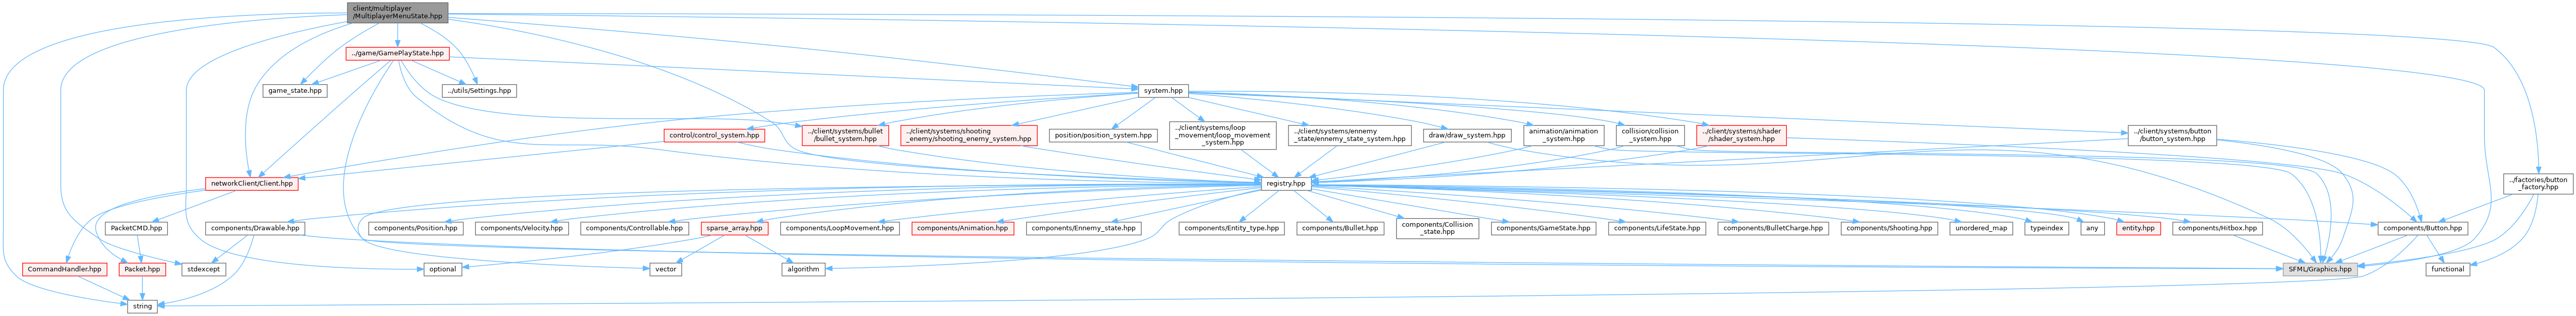 client/multiplayer
/MultiplayerMenuState.hpp
../game/GamePlayState.hpp
game_state.hpp
../utils/Settings.hpp
system.hpp
control/control_system.hpp
../client/systems/bullet
/bullet_system.hpp
../client/systems/shooting
_enemy/shooting_enemy_system.hpp
position/position_system.hpp
../client/systems/loop
_movement/loop_movement
_system.hpp
../client/systems/ennemy
_state/ennemy_state_system.hpp
draw/draw_system.hpp
animation/animation
_system.hpp
collision/collision
_system.hpp
../client/systems/shader
/shader_system.hpp
../client/systems/button
/button_system.hpp
networkClient/Client.hpp
registry.hpp
../factories/button
_factory.hpp
PacketCMD.hpp
components/Drawable.hpp
components/Position.hpp
components/Velocity.hpp
components/Controllable.hpp
sparse_array.hpp
components/LoopMovement.hpp
components/Animation.hpp
components/Ennemy_state.hpp
components/Entity_type.hpp
components/Bullet.hpp
components/Collision
_state.hpp
components/GameState.hpp
components/LifeState.hpp
components/BulletCharge.hpp
components/Shooting.hpp
unordered_map
typeindex
any
entity.hpp
components/Hitbox.hpp
components/Button.hpp
CommandHandler.hpp
Packet.hpp
stdexcept
optional
vector
algorithm
SFML/Graphics.hpp
functional
string